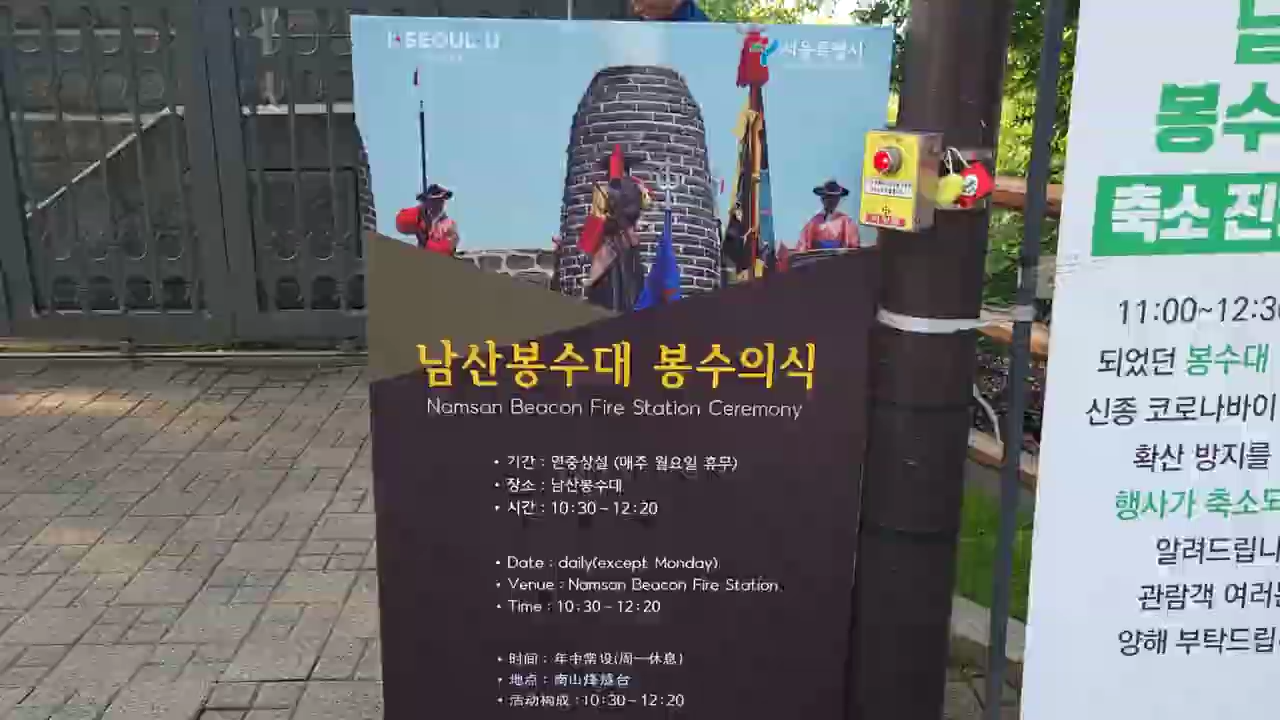 I·SEOUL·U
서울특별시
남산봉수대 봉수의식
Namsan Beacon Fire Station Ceremony
• 기간 : 연중상설 (매주 월요일 휴무)
• 장소 : 남산봉수대
• 시간 : 10:30 - 12:20
• Date : daily(except Monday)
• Venue : Namsan Beacon Fire Station
• Time : 10:30 - 12:20
• 时间 : 年中常设(周一休息)
• 地点 : 南山烽燧台
• 活动构成 : 10:30 - 12:20
봉수
축소 진
11:00~12:3
되었던 봉수대
신종 코로나바이
확산 방지를
행사가 축소되
알려드립니
관람객 여러분
양해 부탁드립